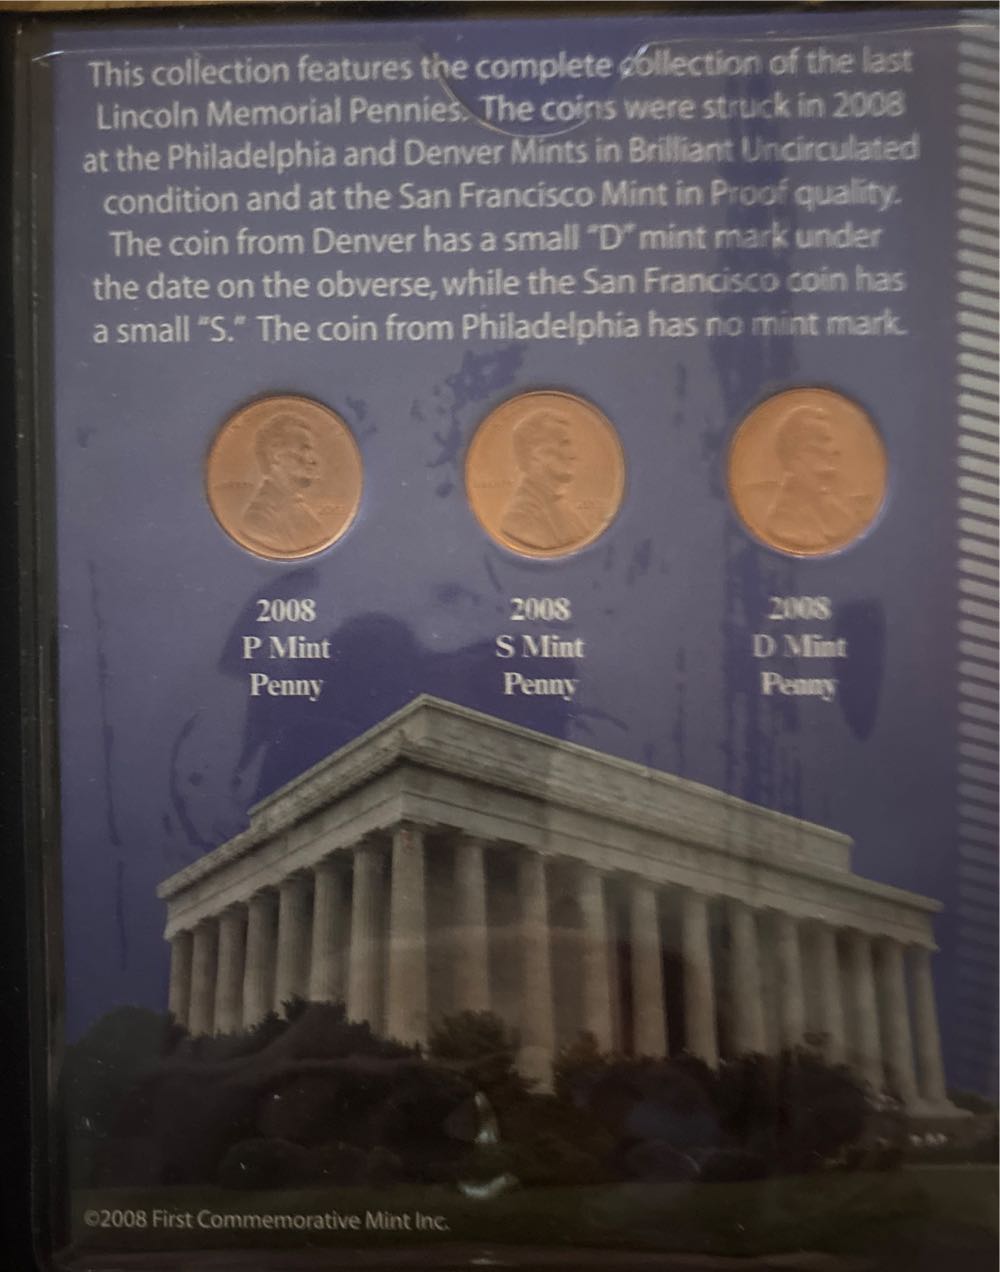 This collection features the complete collection of the last
Lincoln Memorial Pennies. The coins were struck in 2008
at the Philadelphia and Denver Mints in Brilliant Uncirculated
condition and at the San Francisco Mint in Proof quality.
The coin from Denver has a small "D" mint mark under
the date on the obverse, while the San Francisco coin has
a small "S." The coin from Philadelphia has no mint mark.
2008
P Mint
Penny
2008
S Mint
Penny
2008
D Mint
Penny
©2008 First Commemorative Mint Inc.